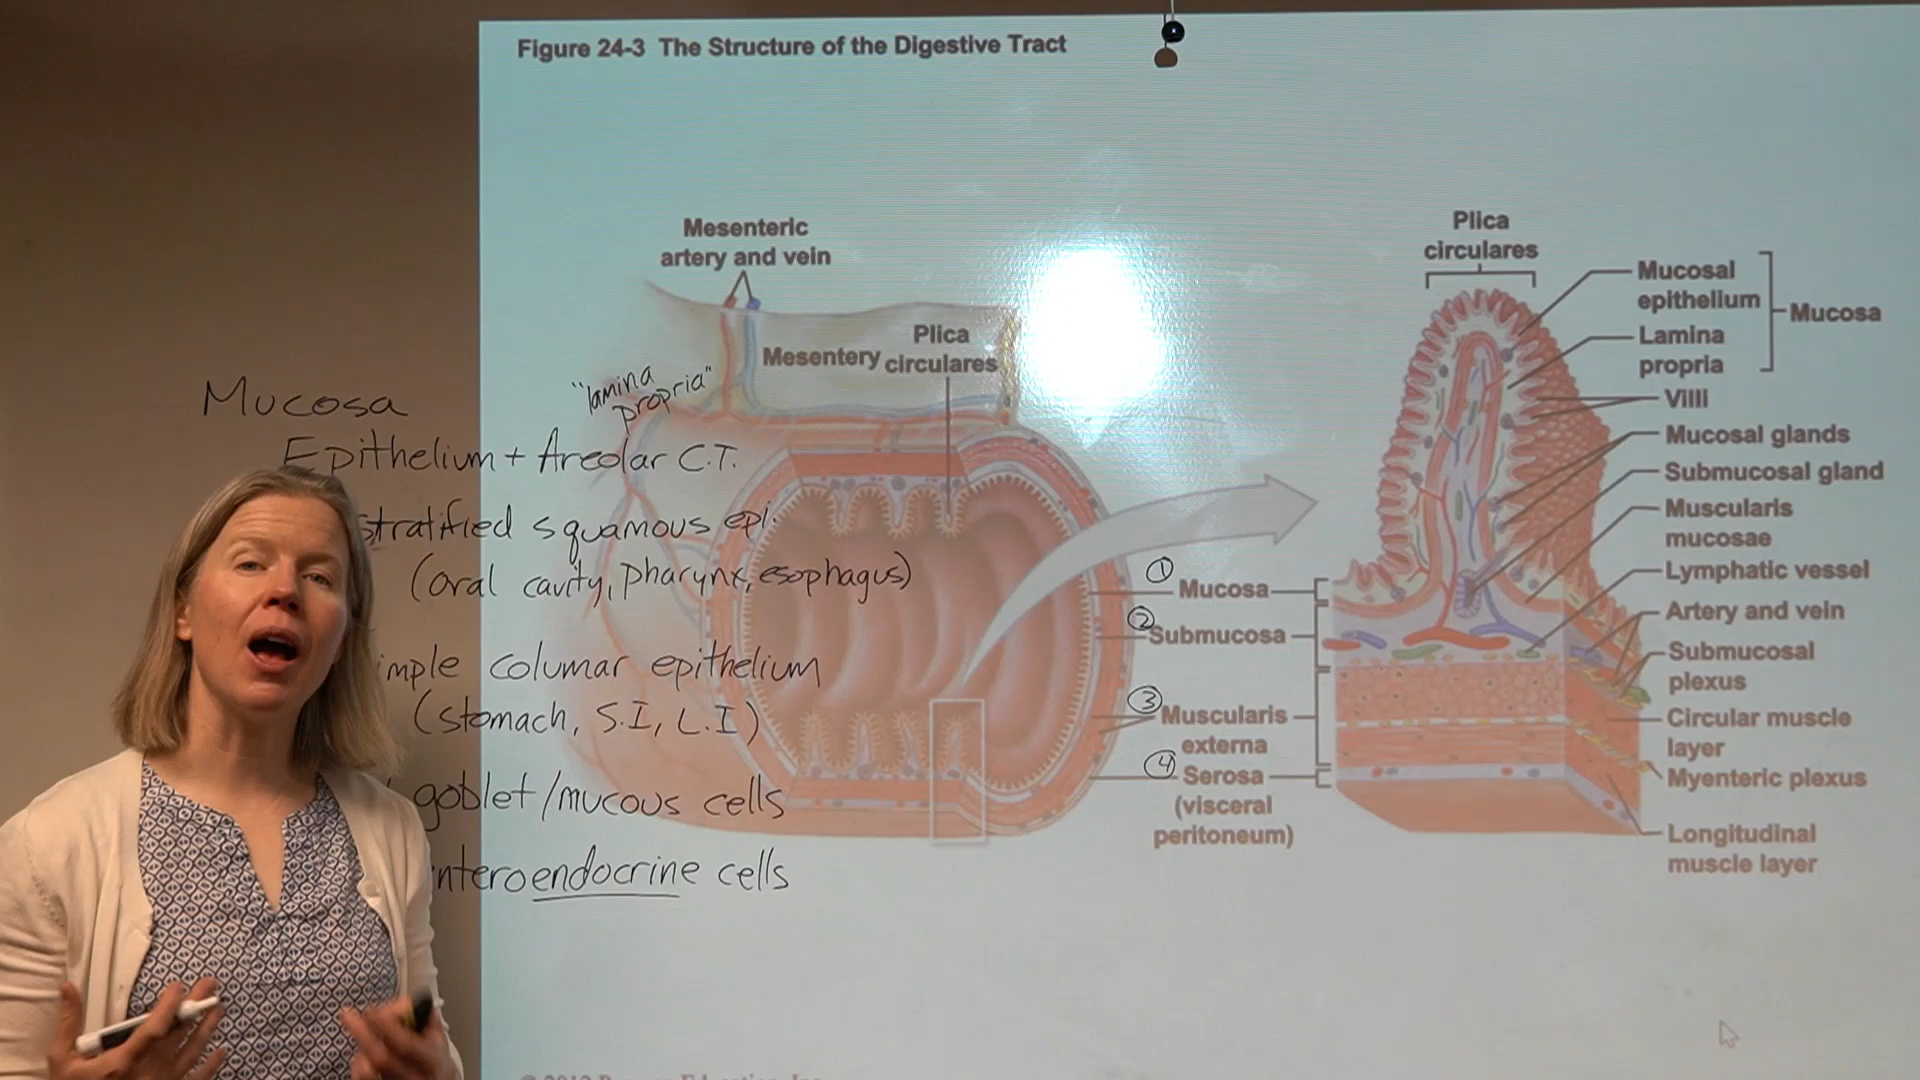 Figure 24-3 The Structure of the Digestive Tract
Mesenteric
artery and vein
Mesentery
Plica
circulares
Plica
circulares
Mucosal
epithelium
Lamina
propria
Mucosa
Villi
Mucosal glands
Submucosal gland
Muscularis
mucosae
Lymphatic vessel
Artery and vein
Submucosal
plexus
Circular muscle
layer
Myenteric plexus
Longitudinal
muscle layer
① Mucosa
② Submucosa
③ Muscularis
externa
④ Serosa
(visceral
peritoneum)
Mucosa
"lamina
propria"
Epithelium + Areolar C.T.
stratified squamous epi.
(oral cavity, pharynx, esophagus)
imple columar epithelium
(stomach, S.I, L.I)
goblet/mucous cells
nteroendocrine cells